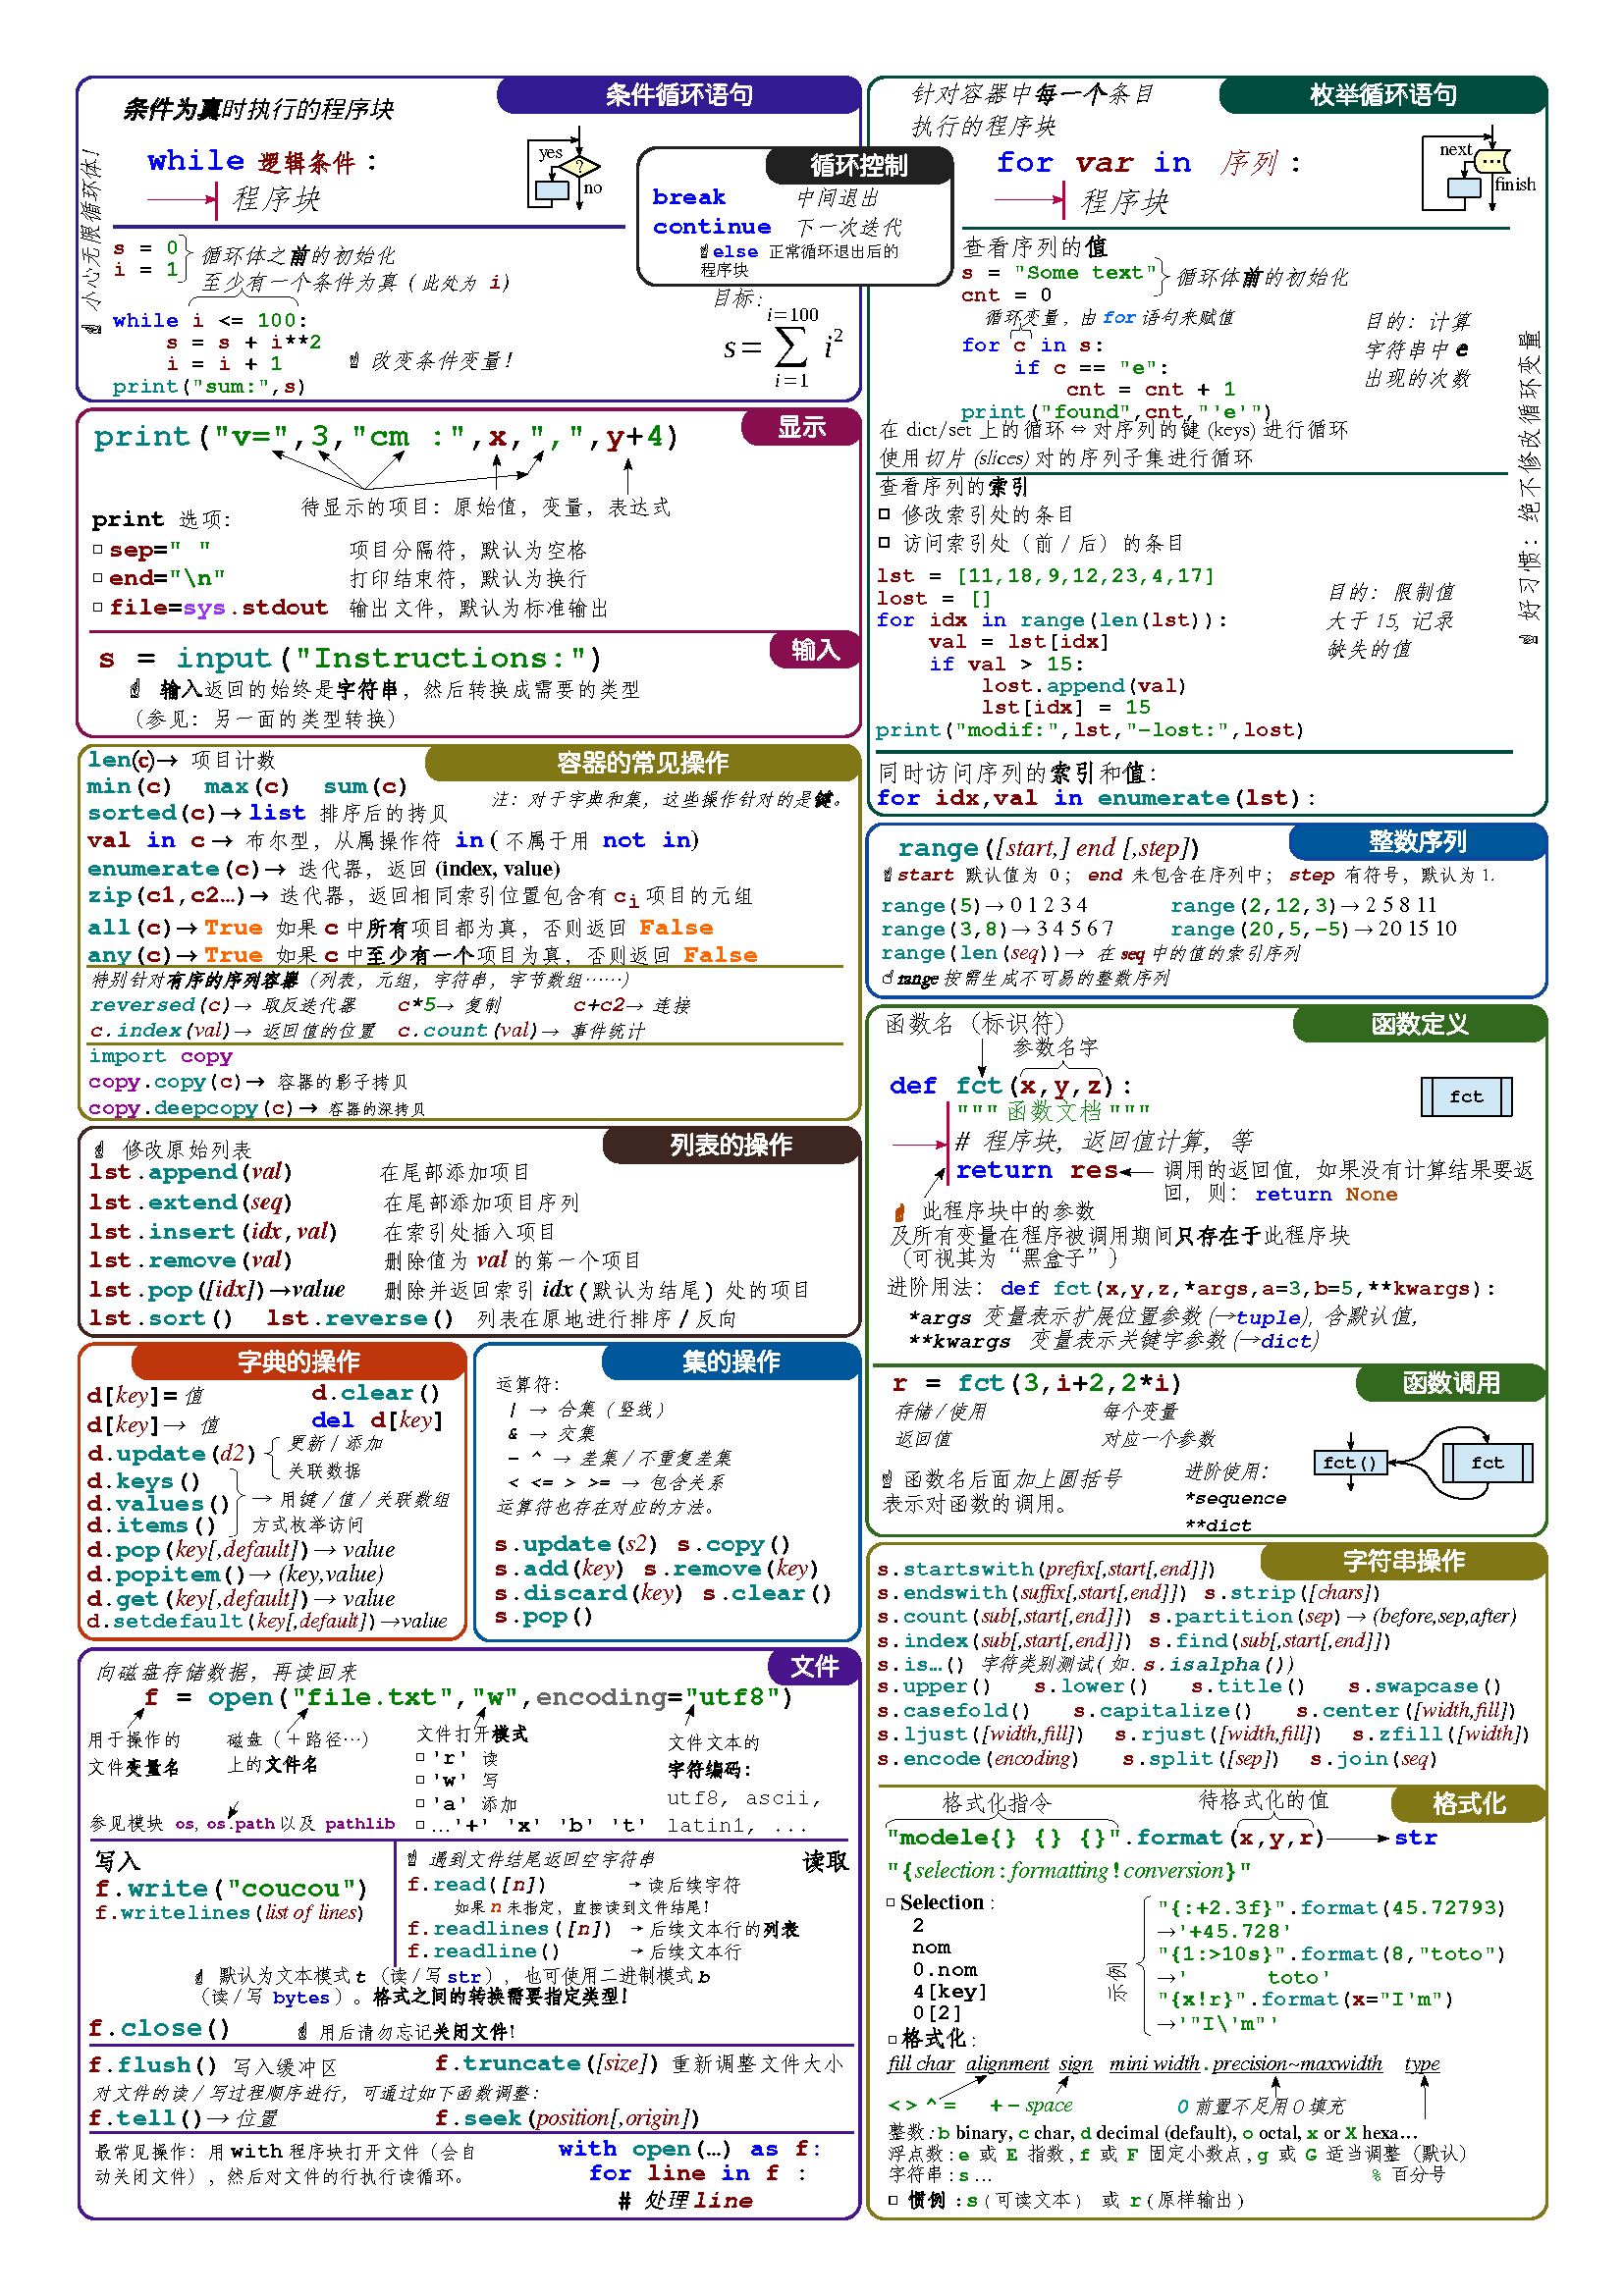 条件循环语句
条件为真时执行的程序块
while 逻辑条件 :
程序块
yes
?
no
☝ 小心无限循环体!
s = 0
i = 1
循环体之前的初始化
至少有一个条件为真 ( 此处为 i)
while i <= 100:
s = s + i**2
i = i + 1
☝ 改变条件变量!
print("sum:",s)
目标:
s=∑ i²
i=100
i=1
循环控制
break 中间退出
continue 下一次迭代
☝else 正常循环退出后的
程序块
枚举循环语句
针对容器中每一个条目
执行的程序块
for var in 序列 :
程序块
next
...
finish
查看序列的值
s = "Some text"
cnt = 0
循环体前的初始化
循环变量, 由 for 语句来赋值
for c in s:
if c == "e":
cnt = cnt + 1
print("found",cnt,"'e'")
目的: 计算
字符串中 e
出现的次数
在 dict/set 上的循环 ⇔ 对序列的键 (keys) 进行循环
使用切片 (slices) 对的序列子集进行循环
查看序列的索引
□ 修改索引处的条目
□ 访问索引处（前 / 后）的条目
lst = [11,18,9,12,23,4,17]
lost = []
for idx in range(len(lst)):
val = lst[idx]
if val > 15:
lost.append(val)
lst[idx] = 15
print("modif:",lst,"-lost:",lost)
目的: 限制值
大于 15, 记录
缺失的值
☝ 好习惯: 绝不修改循环变量
同时访问序列的索引和值:
for idx,val in enumerate(lst):
显示
print("v=",3,"cm :",x,",",y+4)
待显示的项目: 原始值, 变量, 表达式
print 选项:
□ sep=" " 项目分隔符, 默认为空格
□ end="\n" 打印结束符, 默认为换行
□ file=sys.stdout 输出文件, 默认为标准输出
输入
s = input("Instructions:")
☝ 输入返回的始终是字符串, 然后转换成需要的类型
（参见: 另一面的类型转换）
容器的常见操作
len(c)→ 项目计数
min(c) max(c) sum(c)
注: 对于字典和集, 这些操作针对的是键。
sorted(c)→list 排序后的拷贝
val in c→ 布尔型, 从属操作符 in ( 不属于用 not in)
enumerate(c)→ 迭代器, 返回 (index, value)
zip(c1,c2…)→ 迭代器, 返回相同索引位置包含有 ci 项目的元组
all(c)→True 如果 c 中所有项目都为真, 否则返回 False
any(c)→True 如果 c 中至少有一个项目为真, 否则返回 False
特别针对有序的序列容器（列表, 元组, 字符串, 字节数组……）
reversed(c)→ 取反迭代器 c*5→ 复制 c+c2→ 连接
c.index(val)→ 返回值的位置 c.count(val)→ 事件统计
import copy
copy.copy(c)→ 容器的影子拷贝
copy.deepcopy(c)→ 容器的深拷贝
整数序列
range([start,] end [,step])
☝start 默认值为 0 ; end 未包含在序列中; step 有符号, 默认为 1.
range(5)→ 0 1 2 3 4 range(2,12,3)→ 2 5 8 11
range(3,8)→ 3 4 5 6 7 range(20,5,-5)→ 20 15 10
range(len(seq))→ 在 seq 中的值的索引序列
☝ range 按需生成不可易的整数序列
列表的操作
☝ 修改原始列表
lst.append(val) 在尾部添加项目
lst.extend(seq) 在尾部添加项目序列
lst.insert(idx,val) 在索引处插入项目
lst.remove(val) 删除值为 val 的第一个项目
lst.pop([idx])→value 删除并返回索引 idx ( 默认为结尾 ) 处的项目
lst.sort() lst.reverse() 列表在原地进行排序 / 反向
函数定义
函数名 (标识符)
参数名字
def fct(x,y,z):
"""函数文档"""
# 程序块, 返回值计算, 等
return res
调用的返回值, 如果没有计算结果要返
回, 则: return None
fct
☝ 此程序块中的参数
及所有变量在程序被调用期间只存在于此程序块
（可视其为“黑盒子”）
进阶用法: def fct(x,y,z,*args,a=3,b=5,**kwargs):
*args 变量表示扩展位置参数 (→tuple), 含默认值,
**kwargs 变量表示关键字参数 (→dict)
函数调用
r = fct(3,i+2,2*i)
存储 / 使用
返回值
每个变量
对应一个参数
☝ 函数名后面加上圆括号
表示对函数的调用。
进阶使用:
*sequence
**dict
fct()
fct
字典的操作
d[key]= 值 d.clear()
d[key]→ 值 del d[key]
d.update(d2)
更新 / 添加
关联数据
d.keys()
d.values()
d.items()
→ 用键 / 值 / 关联数组
方式枚举访问
d.pop(key[,default])→ value
d.popitem()→ (key,value)
d.get(key[,default])→ value
d.setdefault(key[,default])→value
集的操作
运算符:
| → 合集 ( 竖线 )
& → 交集
- ^ → 差集 / 不重复差集
< <= > >= → 包含关系
运算符也存在对应的方法。
s.update(s2) s.copy()
s.add(key) s.remove(key)
s.discard(key) s.clear()
s.pop()
字符串操作
s.startswith(prefix[,start[,end]])
s.endswith(suffix[,start[,end]]) s.strip([chars])
s.count(sub[,start[,end]]) s.partition(sep)→ (before,sep,after)
s.index(sub[,start[,end]]) s.find(sub[,start[,end]])
s.is…() 字符类别测试 ( 如. s.isalpha())
s.upper() s.lower() s.title() s.swapcase()
s.casefold() s.capitalize() s.center([width,fill])
s.ljust([width,fill]) s.rjust([width,fill]) s.zfill([width])
s.encode(encoding) s.split([sep]) s.join(seq)
文件
向磁盘存储数据, 再读回来
f = open("file.txt","w",encoding="utf8")
用于操作的
文件变量名
磁盘 ( + 路径…)
上的文件名
文件打开模式
□ 'r' 读
□ 'w' 写
□ 'a' 添加
□ …'+' 'x' 'b' 't'
文件文本的
字符编码:
utf8, ascii,
latin1, ...
参见模块 os, os.path 以及 pathlib
写入
f.write("coucou")
f.writelines(list of lines)
☝ 遇到文件结尾返回空字符串
读取
f.read([n]) → 读后续字符
如果 n 未指定, 直接读到文件结尾!
f.readlines([n]) → 后续文本行的列表
f.readline() → 后续文本行
☝ 默认为文本模式 t（读 / 写 str）, 也可使用二进制模式 b
（读 / 写 bytes）。格式之间的转换需要指定类型!
f.close() ☝ 用后请勿忘记关闭文件!
f.flush() 写入缓冲区 f.truncate([size]) 重新调整文件大小
对文件的读 / 写过程顺序进行, 可通过如下函数调整:
f.tell()→ 位置 f.seek(position[,origin])
最常见操作: 用 with 程序块打开文件（会自
动关闭文件）, 然后对文件的行执行读循环。
with open(…) as f:
for line in f :
# 处理 line
格式化
格式化指令 待格式化的值
"modele{} {} {}".format(x,y,r)→ str
"{selection:formatting!conversion}"
□ Selection :
2
nom
0.nom
4[key]
0[2]
示例
"{:+2.3f}".format(45.72793)
→'+45.728'
"{1:>10s}".format(8,"toto")
→'      toto'
"{x!r}".format(x="I'm")
→'"I\'m"'
□ 格式化 :
fill char alignment sign mini width.precision~maxwidth type
< > ^ = + - space 0 前置不足用 0 填充
整数: b binary, c char, d decimal (default), o octal, x or X hexa…
浮点数: e 或 E 指数, f 或 F 固定小数点, g 或 G 适当调整 (默认)
字符串: s … % 百分号
□ 惯例 : s ( 可读文本 ) 或 r ( 原样输出 )